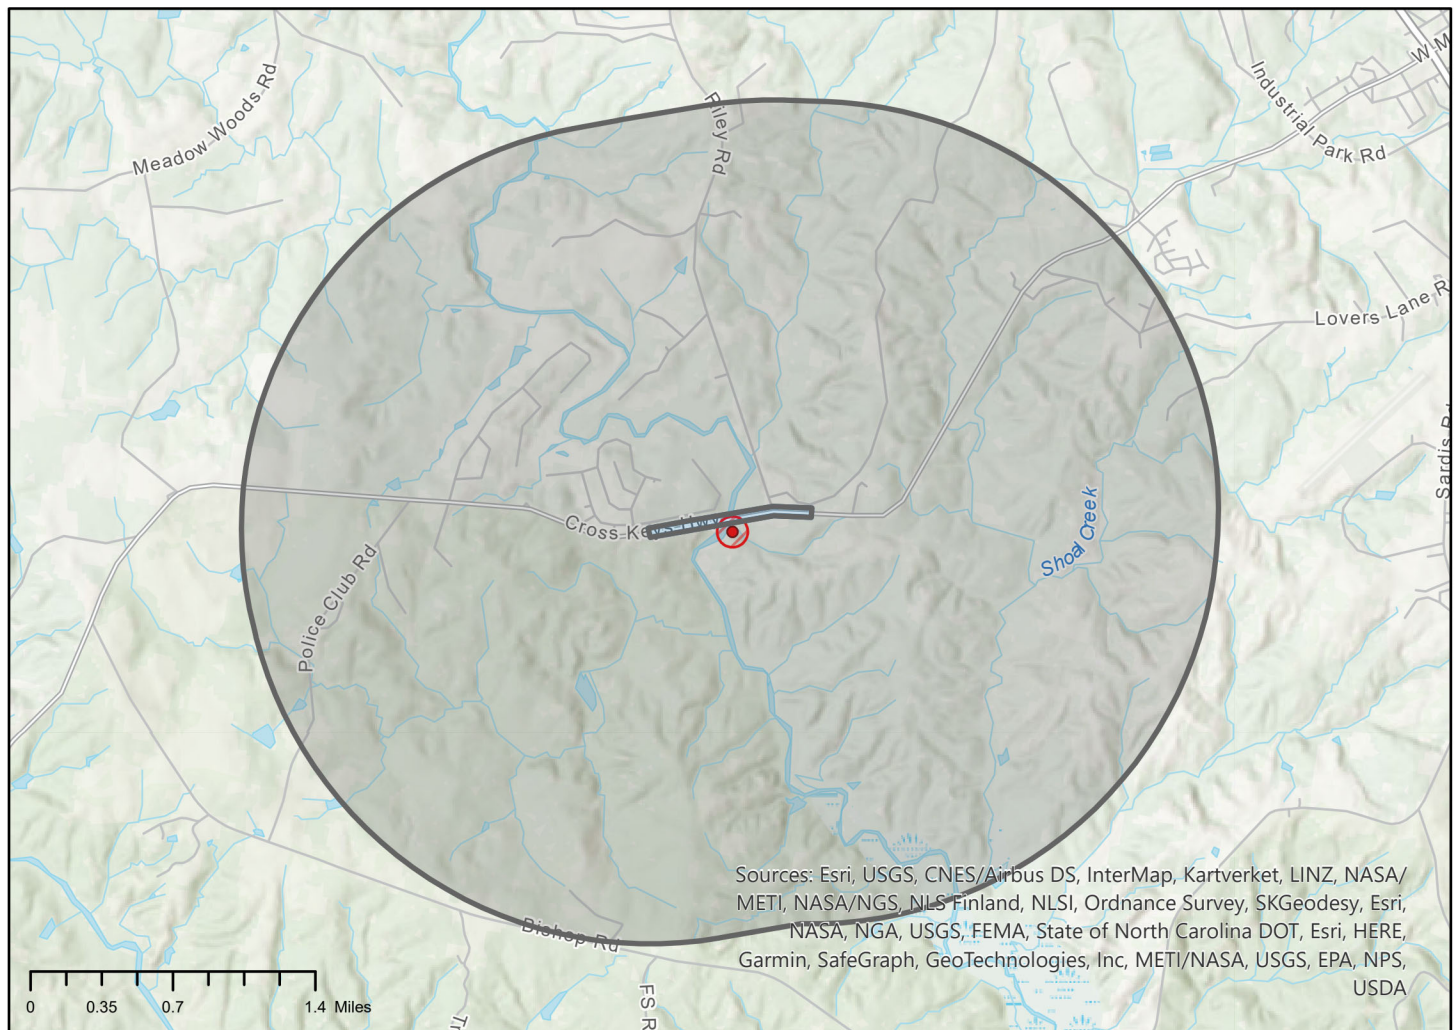 W M
Industrial Park Rd
Meadow Woods Rd
Riley Rd
Lovers Lane R
Sardis R
Cross Keys Hwy
Shoal Creek
Police Club Rd
Bishop Rd
FS R
Sources: Esri, USGS, CNES/Airbus DS, InterMap, Kartverket, LINZ, NASA/
METI, NASA/NGS, NLS Finland, NLSI, Ordnance Survey, SKGeodesy, Esri,
NASA, NGA, USGS, FEMA, State of North Carolina DOT, Esri, HERE,
Garmin, SafeGraph, GeoTechnologies, Inc, METI/NASA, USGS, EPA, NPS,
USDA
0 0.35 0.7 1.4 Miles